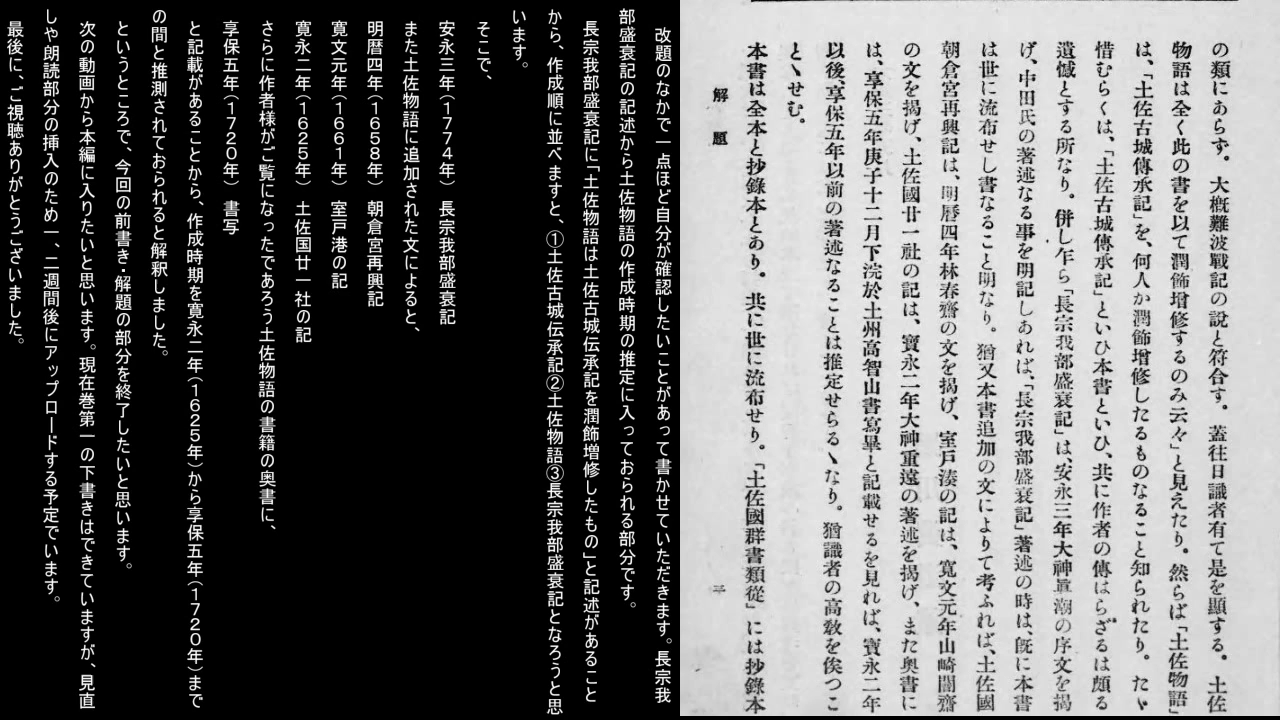 の類にあらず。大概難波戰記の說と符合す。蓋往日識者有て是を顯する。土佐
物語は全く此の書を以て潤飾增修するのみ云々」と見えたり。然らば「土佐物語」
は、「土佐古城傳承記」を、何人か潤飾增修したるものなること知られたり。たゞ
惜むらくは、「土佐古城傳承記」といひ本書といひ、共に作者の傳はらざるは頗る
遺憾とする所なり。併し乍ら「長宗我部盛衰記」は、安永三年大神眞潮の序文を揭
げ、中田氏の著述なる事を明記しあれば、「長宗我部盛衰記」著述の時は、旣に本書
は世に流布せし書なること明なり。猶又本書追加の文によりて考ふれば、土佐國
朝倉宮再興記は、明曆四年林春齋の文を揭げ、室戶湊の記は、寬文元年山崎闇齋
の文を揭げ、土佐國廿一社の記は、寶永二年大神重遠の著述を揭げ、また奧書に
は、享保五年庚子十二月下浣於土州高智山書寫畢と記載せるを見れば、寶永二年
以後享保五年以前の著述なることは推定せらるゝなり。猶識者の高敎を俟つこ
とゝせむ。
本書は全本と抄錄本とあり。共に世に流布せり。「土佐國群書類從」には抄錄本
解題
改題のなかで一点ほど自分が確認したいことがあって書かせていただきます。長宗我
部盛衰記の記述から土佐物語の作成時期の推定に入っておられる部分です。
長宗我部盛衰記に「土佐物語は土佐古城伝承記を潤飾増修したもの」と記述があること
から、作成順に並べますと、①土佐古城伝承記②土佐物語③長宗我部盛衰記となろうと思
います。
そこで、
安永三年(1774年) 長宗我部盛衰記
また土佐物語に追加された文によると、
明暦四年(1658年) 朝倉宮再興記
寛文元年(1661年) 室戸港の記
寛永二年(1625年) 土佐国廿一社の記
さらに作者様がご覧になったであろう土佐物語の書籍の奥書に、
享保五年(1720年) 書写
と記載があることから、作成時期を寛永二年(1625年)から享保五年(1720年)まで
の間と推測されておられると解釈しました。
というところで、今回の前書き・解題の部分を終了したいと思います。
次の動画から本編に入りたいと思います。現在巻第一の下書きはできていますが、見直
しや朗読部分の挿入のため一、二週間後にアップロードする予定でいます。
最後に、ご視聴ありがとうございました。